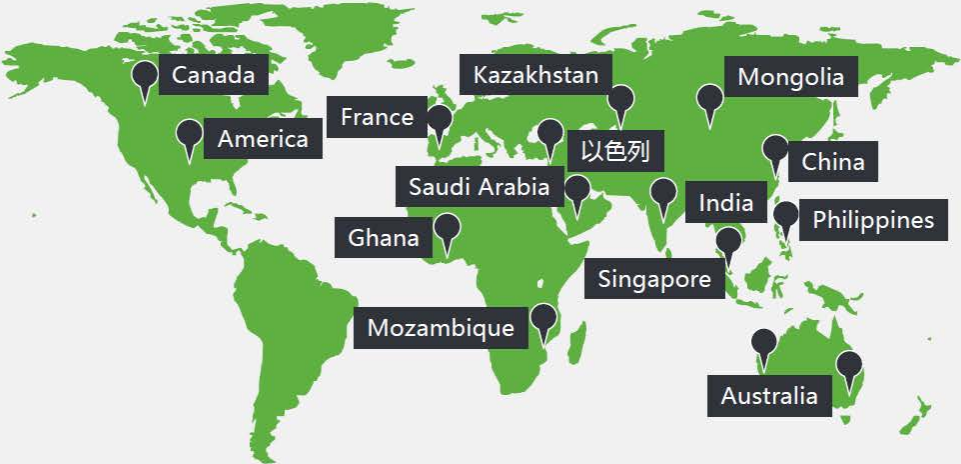 Canada
Kazakhstan
Mongolia
France
America
以色列
China
Saudi Arabia
India
Philippines
Ghana
Singapore
Mozambique
Australia